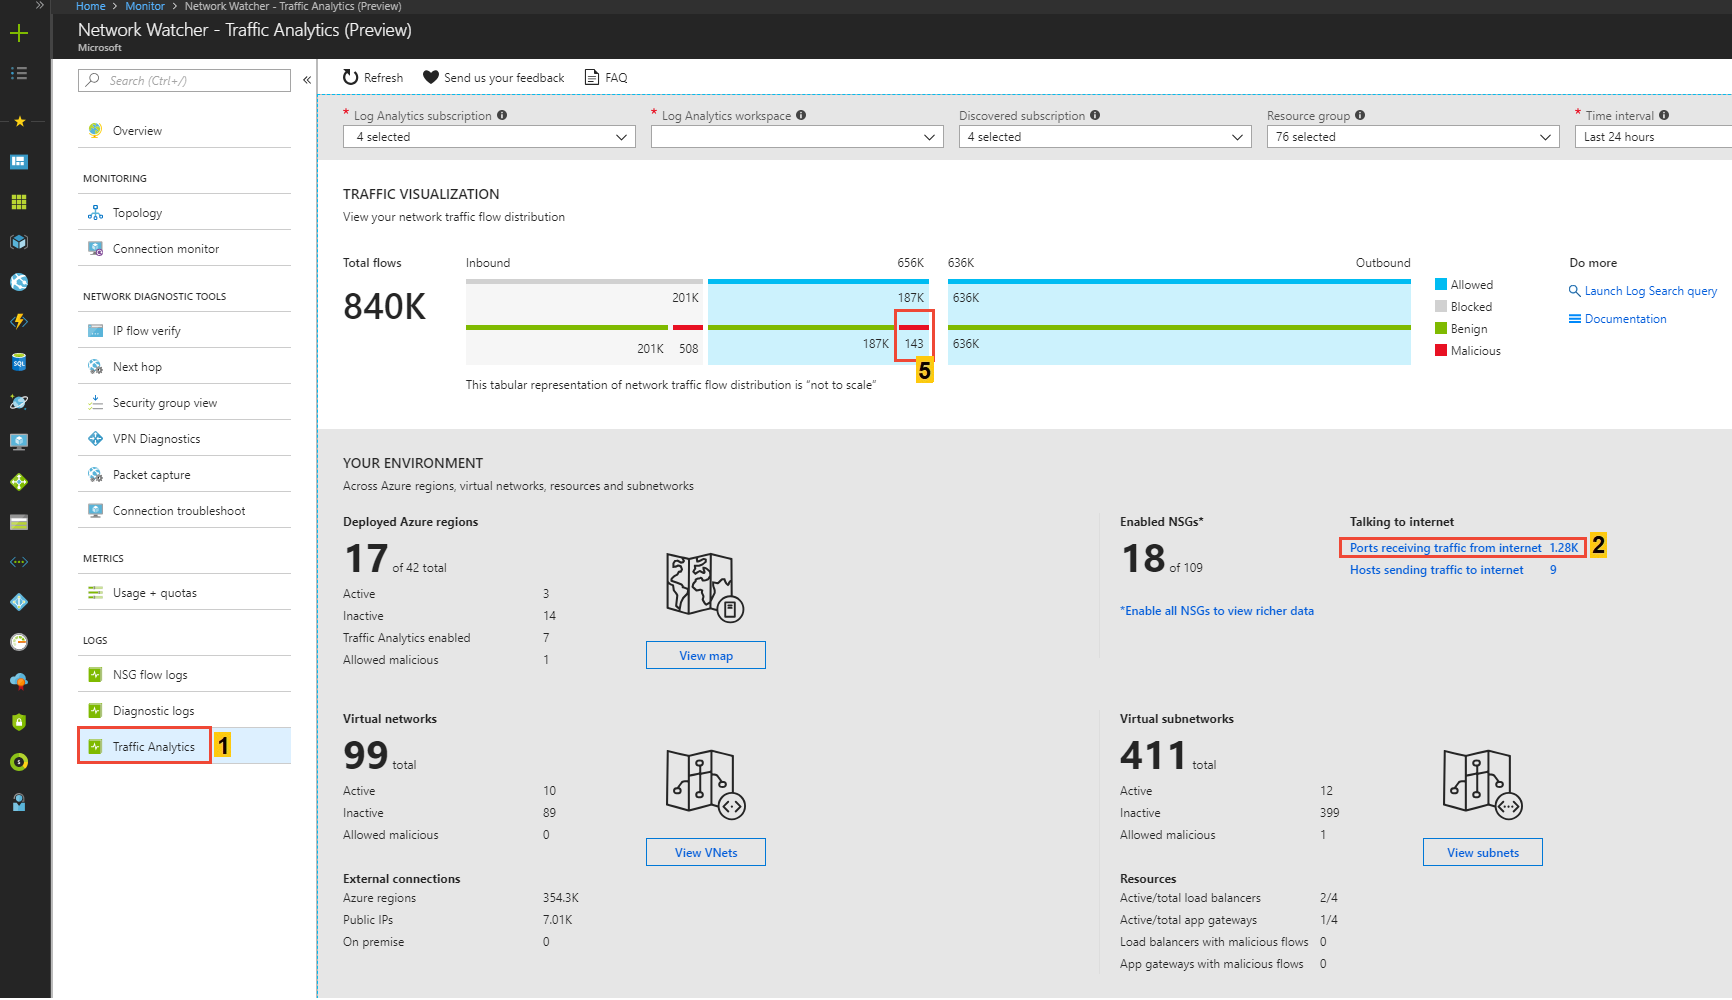 Home > Monitor > Network Watcher - Traffic Analytics (Preview)
Network Watcher - Traffic Analytics (Preview)
Microsoft
Search (Ctrl+/)
Overview
MONITORING
Topology
Connection monitor
NETWORK DIAGNOSTIC TOOLS
IP flow verify
Next hop
Security group view
VPN Diagnostics
Packet capture
Connection troubleshoot
METRICS
Usage + quotas
LOGS
NSG flow logs
Diagnostic logs
Traffic Analytics 1
Refresh Send us your feedback FAQ
* Log Analytics subscription
4 selected
* Log Analytics workspace
Discovered subscription
4 selected
Resource group
76 selected
* Time interval
Last 24 hours
TRAFFIC VISUALIZATION
View your network traffic flow distribution
Total flows
840K
Inbound 656K 636K Outbound
201K 187K 636K
201K 508 187K 143 636K
5
This tabular representation of network traffic flow distribution is "not to scale"
Allowed
Blocked
Benign
Malicious
Do more
Launch Log Search query
Documentation
YOUR ENVIRONMENT
Across Azure regions, virtual networks, resources and subnetworks
Deployed Azure regions
17 of 42 total
Active 3
Inactive 14
Traffic Analytics enabled 7
Allowed malicious 1
View map
Enabled NSGs*
18 of 109
*Enable all NSGs to view richer data
Talking to internet
Ports receiving traffic from internet 1.28K 2
Hosts sending traffic to internet 9
Virtual networks
99 total
Active 10
Inactive 89
Allowed malicious 0
View VNets
Virtual subnetworks
411 total
Active 12
Inactive 399
Allowed malicious 1
View subnets
External connections
Azure regions 354.3K
Public IPs 7.01K
On premise 0
Resources
Active/total load balancers 2/4
Active/total app gateways 1/4
Load balancers with malicious flows 0
App gateways with malicious flows 0